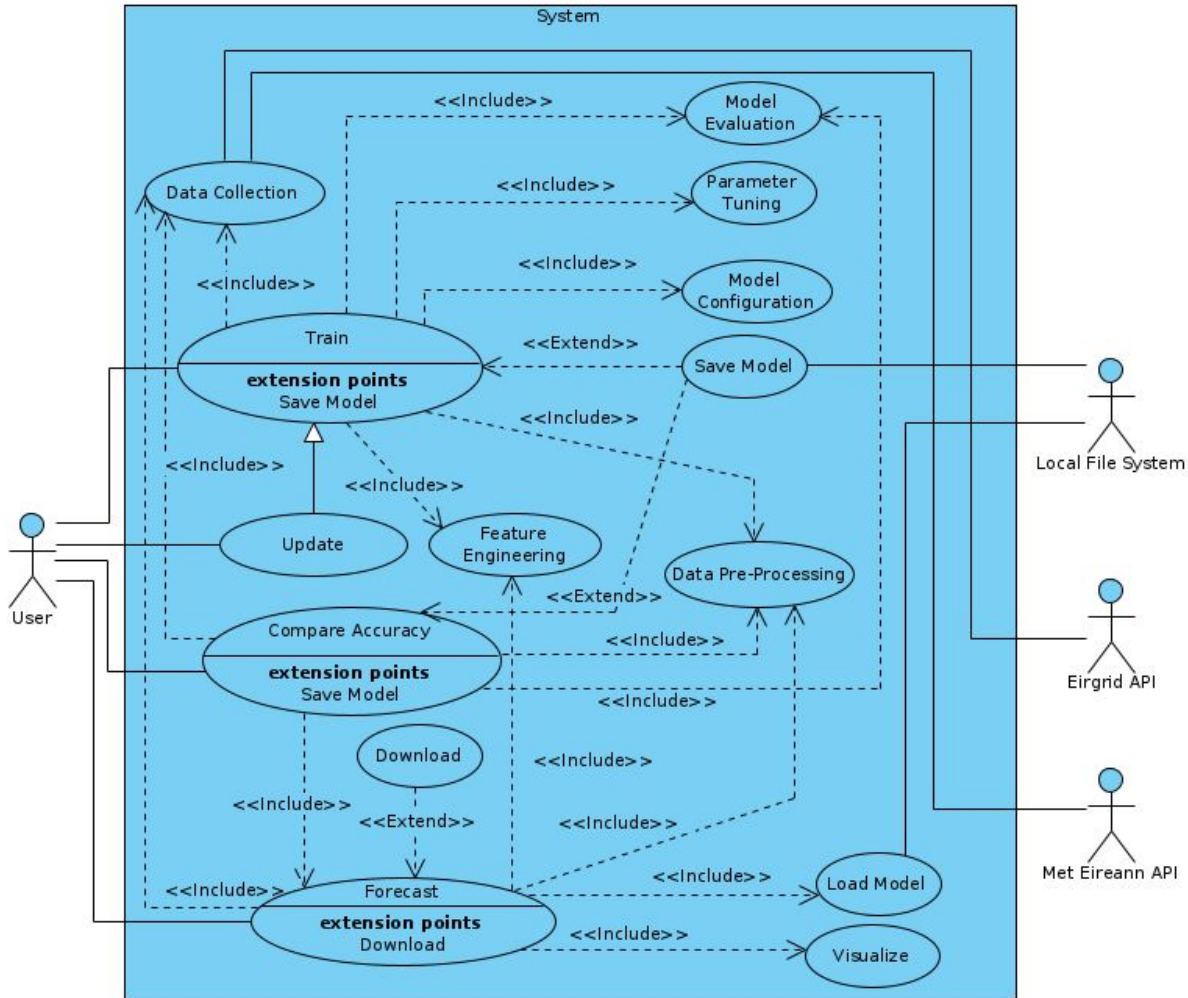 System
<<Include>>
Model
Evaluation
Data Collection
<<Include>>
Parameter
Tuning
<<Include>>
<<Include>>
Model
Configuration
Train
extension points
Save Model
<<Extend>>
Save Model
<<Include>>
Local File System
<<Include>>
<<Include>>
Update
Feature
Engineering
Data Pre-Processing
User
<<Extend>>
Compare Accuracy
extension points
Save Model
<<Include>>
<<Include>>
Eirgrid API
Download
<<Include>>
<<Include>>
<<Extend>>
<<Include>>
Met Eireann API
<<Include>>
Forecast
extension points
Download
<<Include>>
Load Model
<<Include>>
Visualize